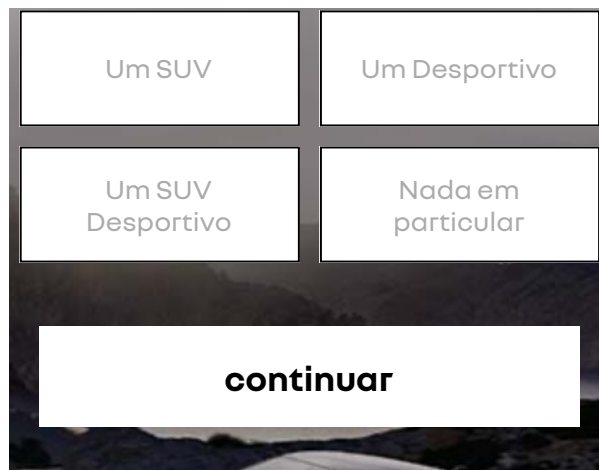 Um SUV
Um Desportivo
Um SUV
Desportivo
Nada em
particular
continuar